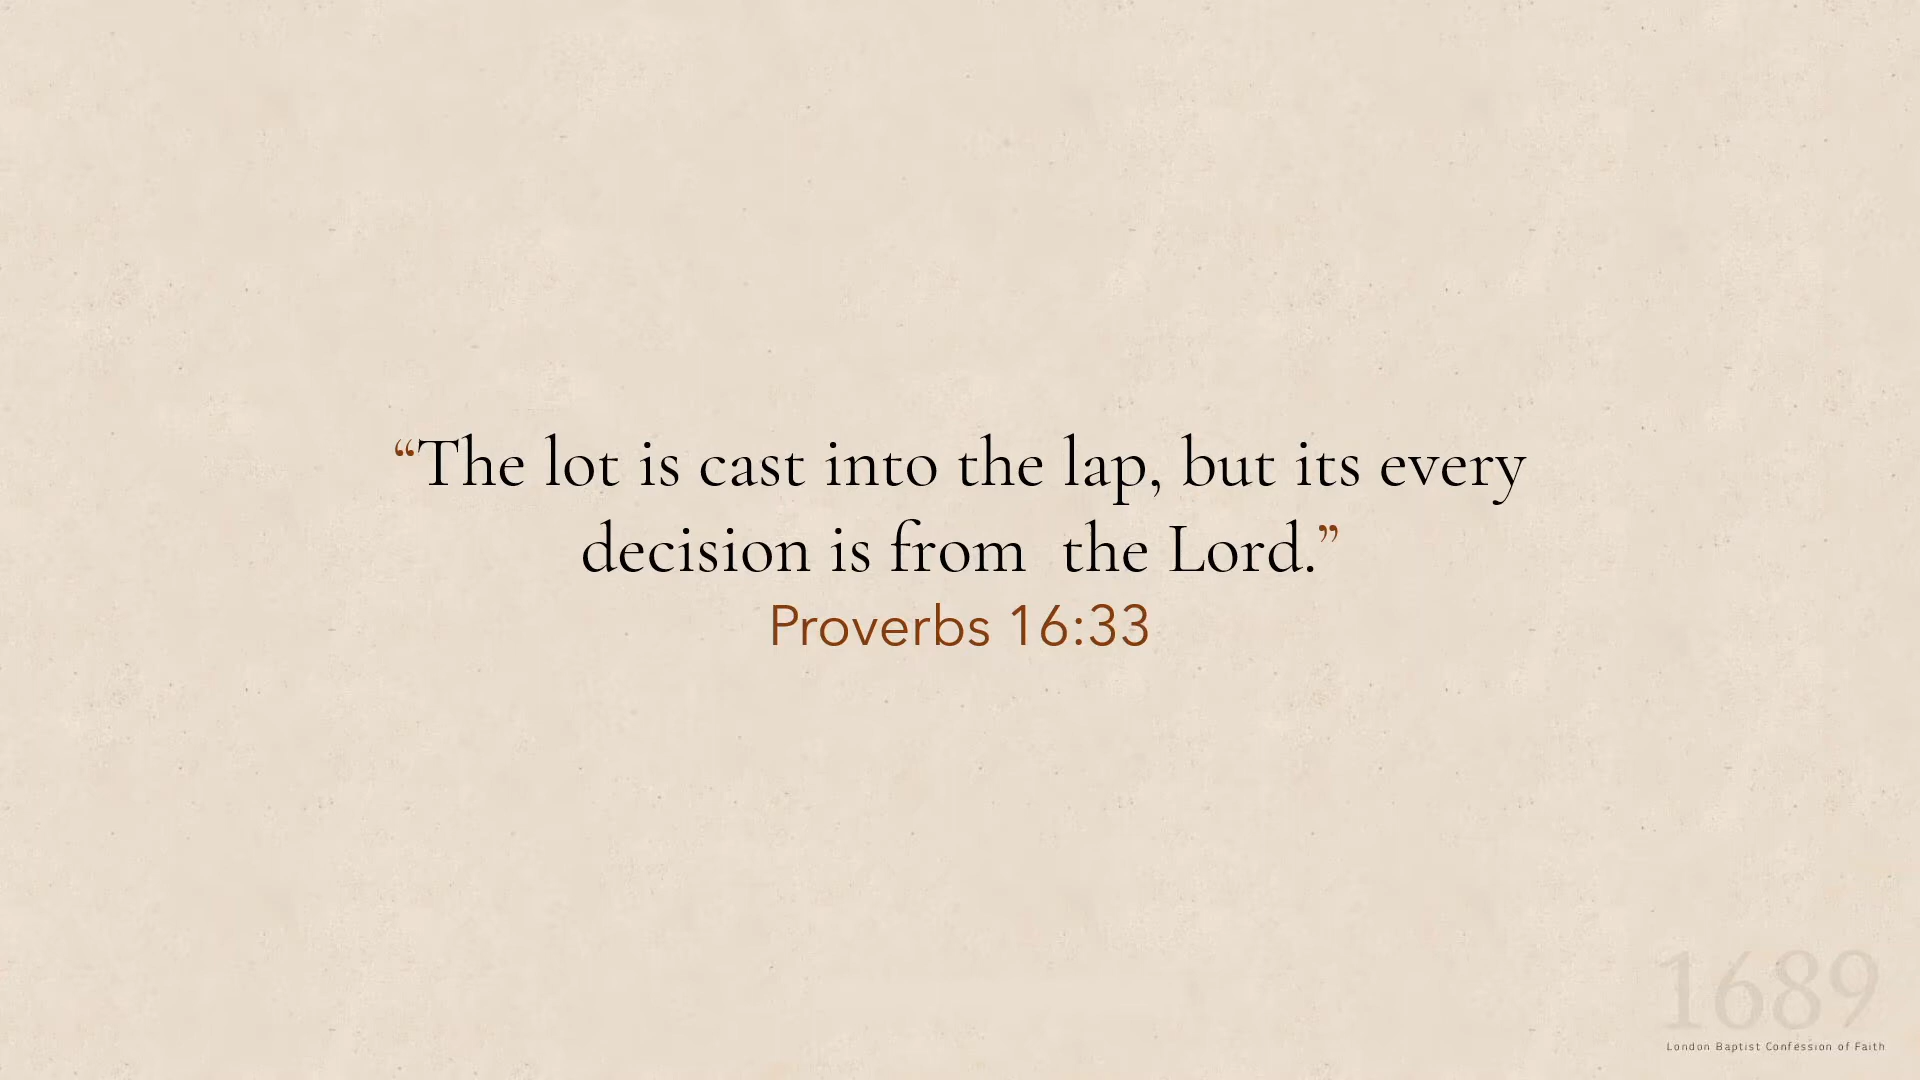 “The lot is cast into the lap, but its every
decision is from  the Lord.”
Proverbs 16:33
1689
London Baptist Confession of Faith